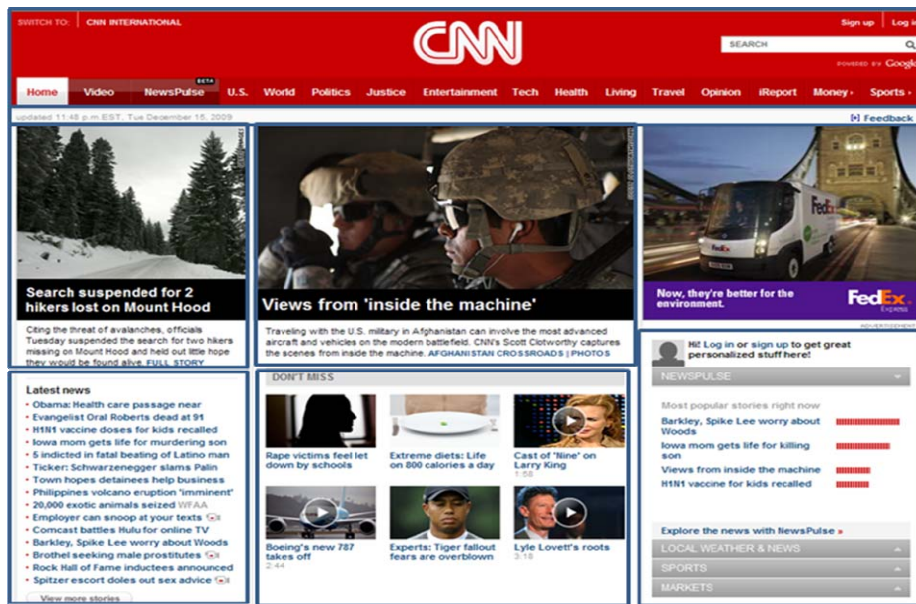 SWITCH TO: CNN INTERNATIONAL
Sign up Log in
CNN
SEARCH
POWERED BY Google
BETA
Home Video NewsPulse U.S. World Politics Justice Entertainment Tech Health Living Travel Opinion iReport Money Sports
updated 11:48 p.m. EST, Tue December 15, 2009
Feedback
Search suspended for 2
hikers lost on Mount Hood
Citing the threat of avalanches, officials
Tuesday suspended the search for two hikers
missing on Mount Hood and held out little hope
they would be found alive. FULL STORY
Views from 'inside the machine'
Traveling with the U.S. military in Afghanistan can involve the most advanced
aircraft and vehicles on the modern battlefield. CNN's Scott Clotworthy captures
the scenes from inside the machine. AFGHANISTAN CROSSROADS | PHOTOS
FedEx
FedEx
Now, they're better for the
environment.
FedEx
Express
ADVERTISEMENT
Latest news
Obama: Health care passage near
Evangelist Oral Roberts dead at 91
H1N1 vaccine doses for kids recalled
Iowa mom gets life for murdering son
5 indicted in fatal beating of Latino man
Ticker: Schwarzenegger slams Palin
Town hopes detainees help business
Philippines volcano eruption 'imminent'
20,000 exotic animals seized WFAA
Employer can snoop at your texts
Comcast battles Hulu for online TV
Barkley, Spike Lee worry about Woods
Brothel seeking male prostitutes
Rock Hall of Fame inductees announced
Spitzer escort doles out sex advice
View more stories
DON'T MISS
Rape victims feel let
down by schools
Extreme diets: Life
on 800 calories a day
Cast of 'Nine' on
Larry King
1:58
Boeing's new 787
takes off
2:44
Experts: Tiger fallout
fears are overblown
Lyle Lovett's roots
3:18
Hi! Log in or sign up to get great
personalized stuff here!
NEWSPULSE
Most popular stories right now
Barkley, Spike Lee worry about
Woods
Iowa mom gets life for killing
son
Views from inside the machine
H1N1 vaccine for kids recalled
Explore the news with NewsPulse »
LOCAL WEATHER & NEWS
SPORTS
MARKETS